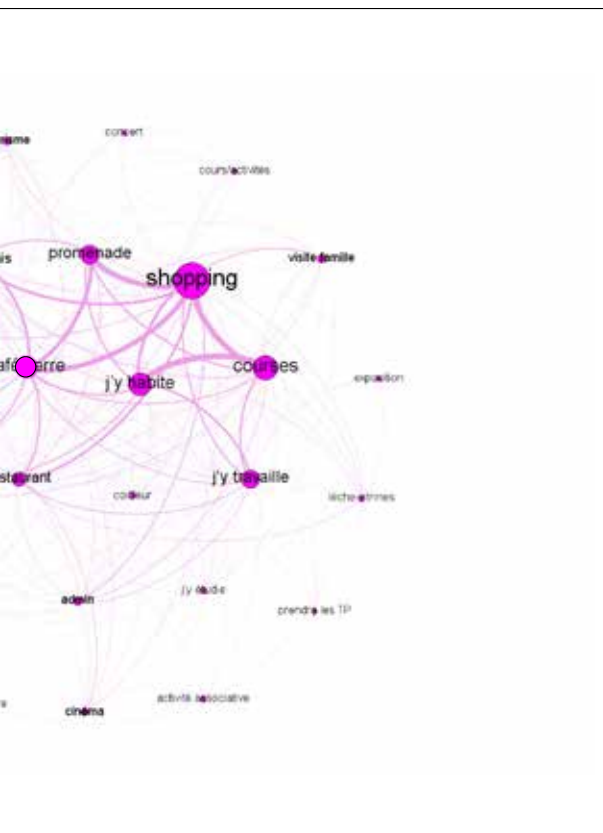 concert
cours/activités
promenade
shopping
visite famille
courses
j'y habite
exposition
j'y travaille
coiffeur
lèche-vitrines
admin
j'y étudie
prendre les TP
activité associative
cinéma